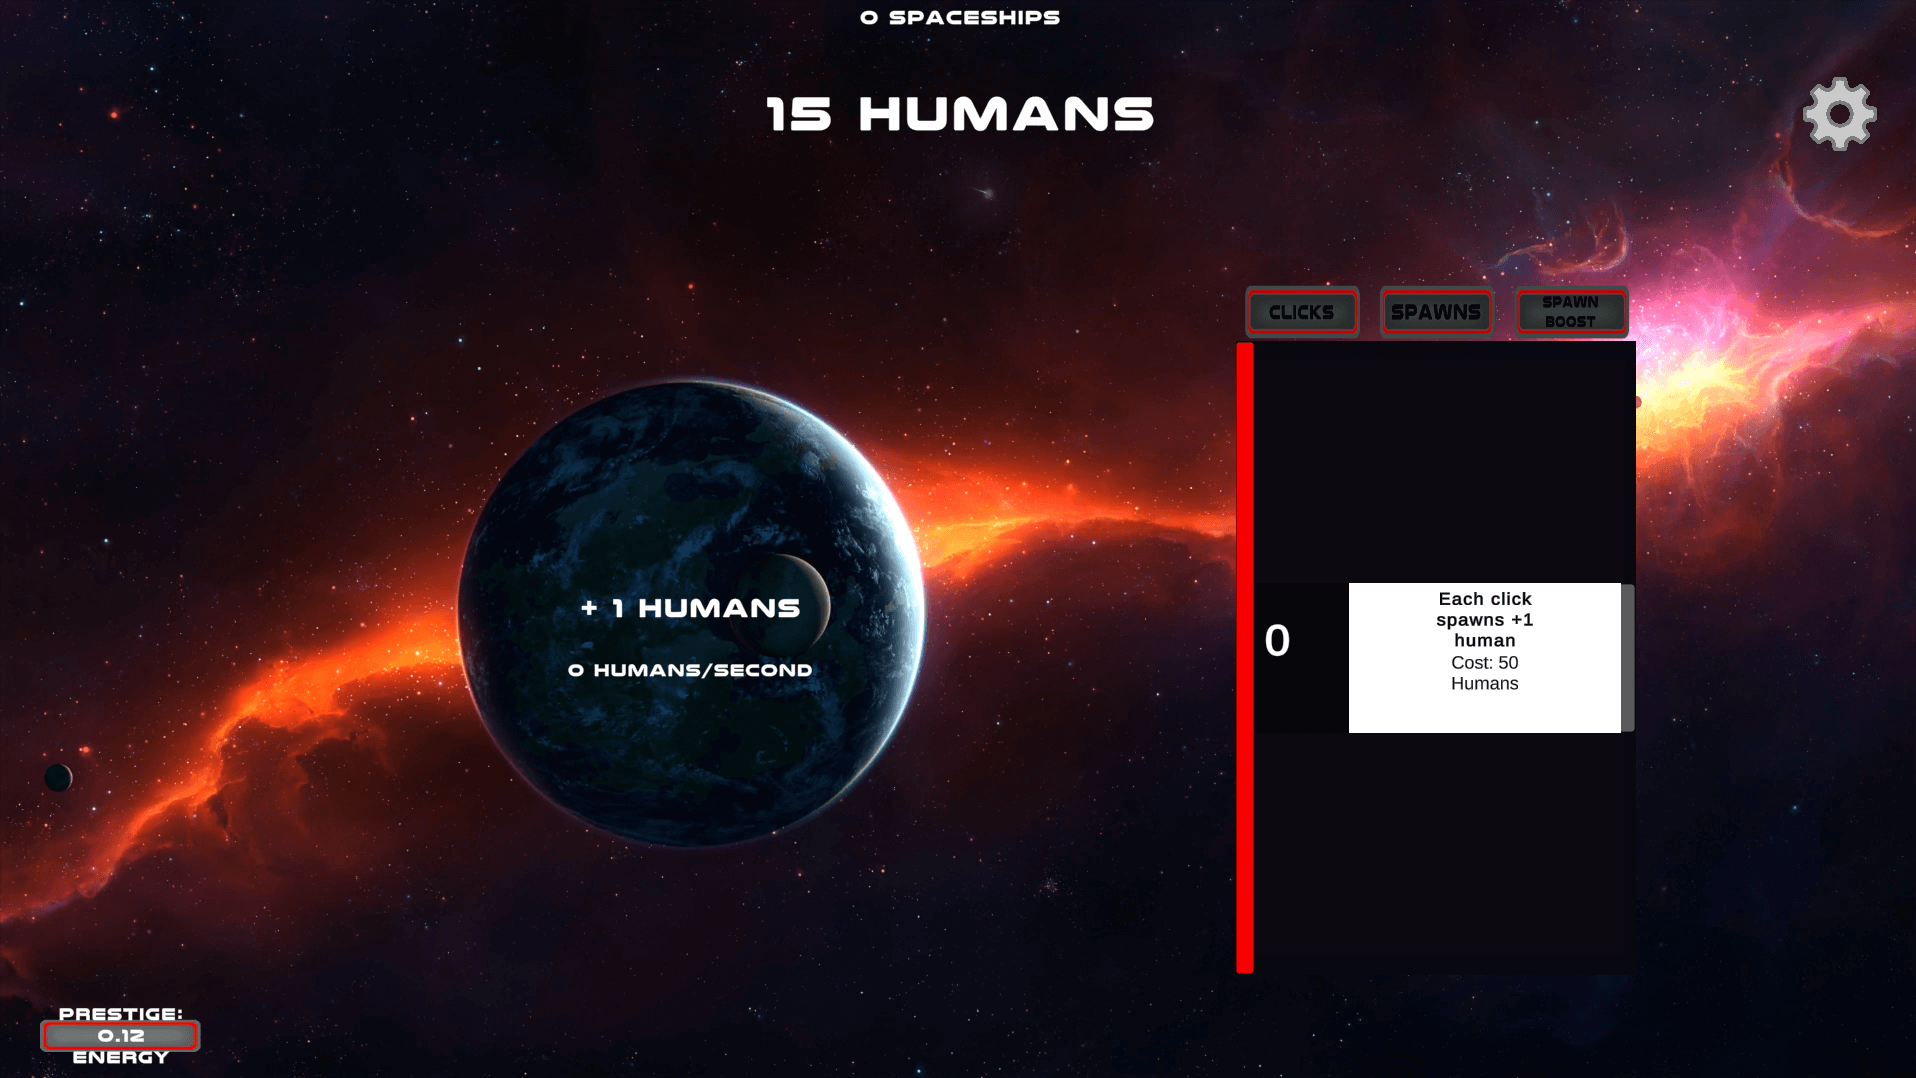 0 SPACESHIPS
15 HUMANS
CLICKS
SPAWNS
SPAWN
BOOST
+ 1 HUMANS
0 HUMANS/SECOND
0
Each click
spawns +1
human
Cost: 50
Humans
PRESTIGE:
0.12
ENERGY